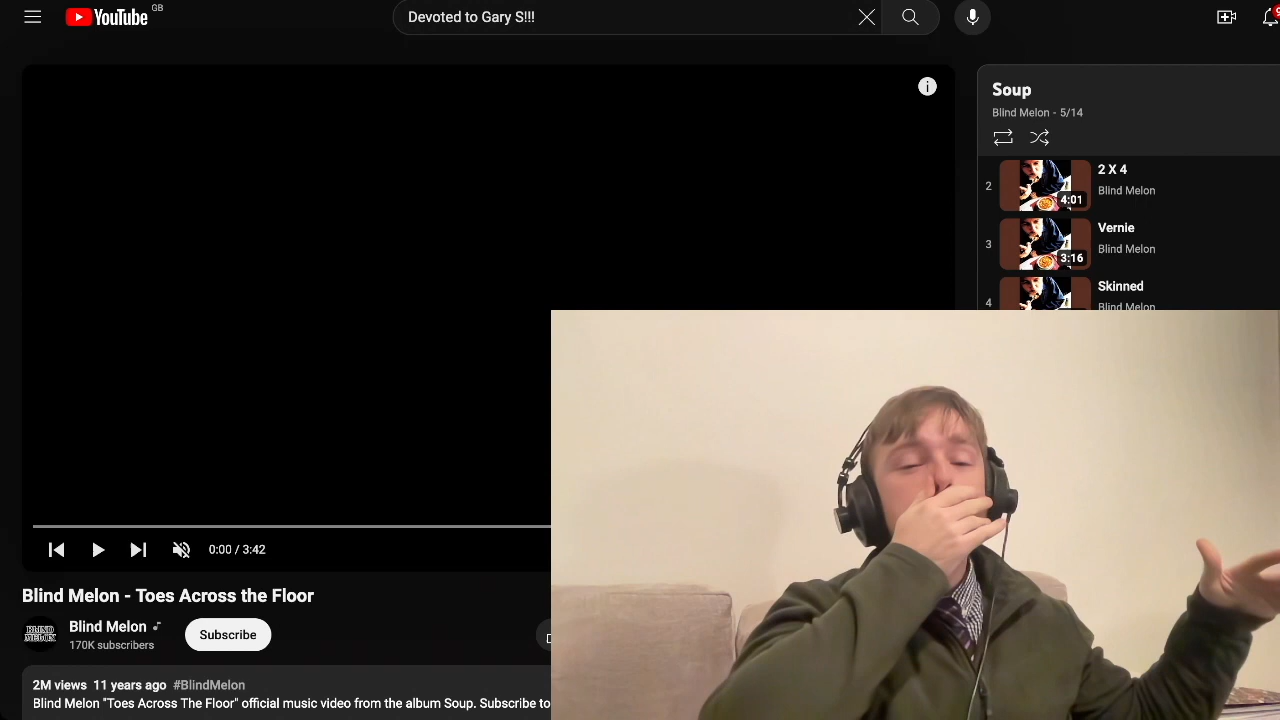 YouTube GB
Devoted to Gary S!!!
Soup
Blind Melon - 5/14
2
4:01
2 X 4
Blind Melon
3
3:16
Vernie
Blind Melon
4
Skinned
Blind Melon
0:00 / 3:42
Blind Melon - Toes Across the Floor
BLIND MELON
Blind Melon
170K subscribers
Subscribe
2M views 11 years ago #BlindMelon
Blind Melon "Toes Across The Floor" official music video from the album Soup. Subscribe to